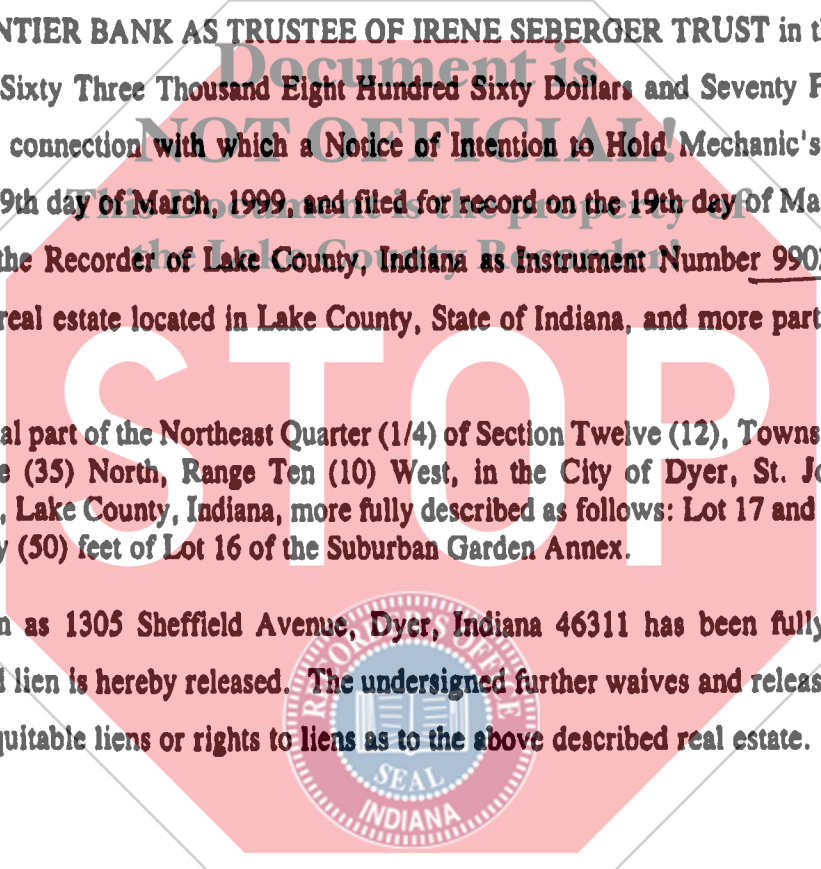 NTIER BANK AS TRUSTEE OF IRENE SEBERGER TRUST in t
Document is
Sixty Three Thousand Eight Hundred Sixty Dollars and Seventy F
NOT OFFICIAL!
connection with which a Notice of Intention to Hold Mechanic's
9th day of March, 1999, and filed for record on the 19th day of Ma
This Document is the property of
the Recorder of Lake County, Indiana as Instrument Number 990
the Lake County Recorder!
real estate located in Lake County, State of Indiana, and more part
STOP
al part of the Northeast Quarter (1/4) of Section Twelve (12), Towns
e (35) North, Range Ten (10) West, in the City of Dyer, St. Jo
, Lake County, Indiana, more fully described as follows: Lot 17 and
y (50) feet of Lot 16 of the Suburban Garden Annex.
n as 1305 Sheffield Avenue, Dyer, Indiana 46311 has been fully
l lien is hereby released. The undersigned further waives and releas
quitable liens or rights to liens as to the above described real estate.
RECORDER'S OFFICE
SEAL
INDIANA